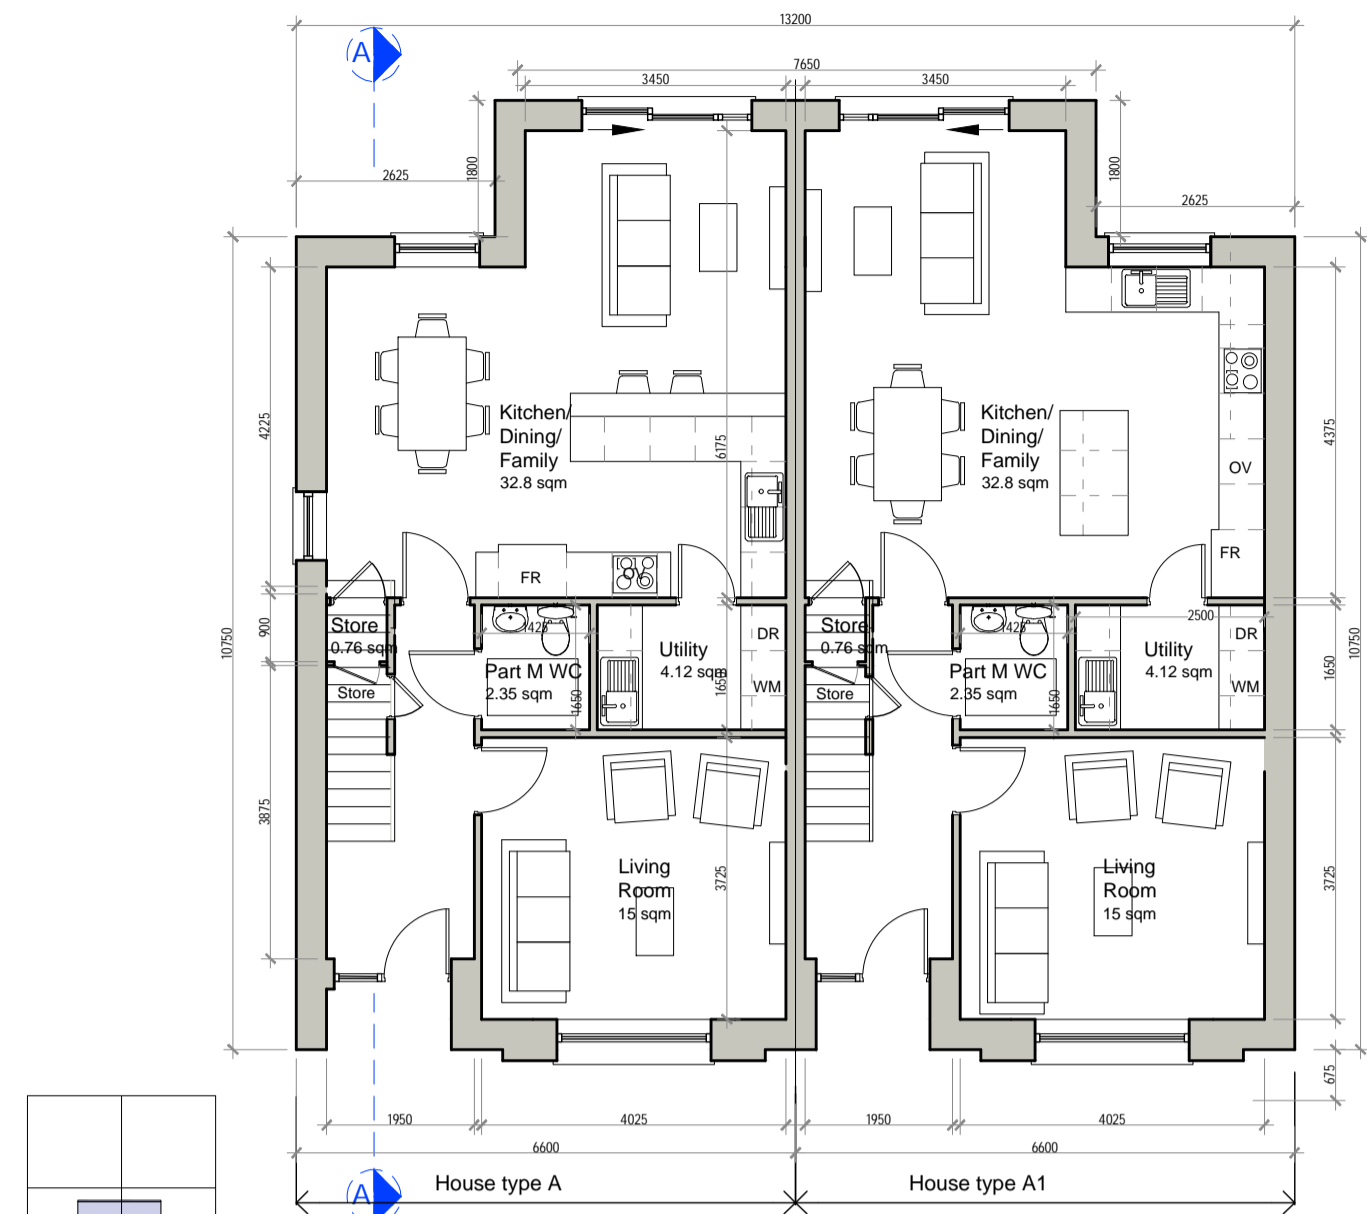 13200
A
7650
3450
3450
1800
1800
2625
2625
Kitchen/
Dining/
Family
32.8 sqm
Kitchen/
Dining/
Family
32.8 sqm
4225
6175
4375
OV
FR
OV
FR
10750
900
Store
0.76 sqm
1425
Utility
4.12 sqm
DR
Store
0.76 sqm
1425
2500
Utility
4.12 sqm
DR
10750
Part M WC
2.35 sqm
1650
1650
WM
Store
Part M WC
2.35 sqm
1650
WM
1650
Store
3875
3725
3725
Living
Room
15 sqm
Living
Room
15 sqm
675
1950
4025
1950
4025
6600
6600
A
House type A
House type A1